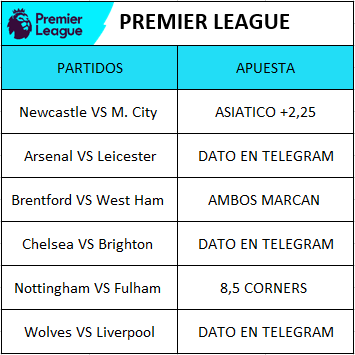 Premier
League
PREMIER LEAGUE
PARTIDOS APUESTA
Newcastle VS M. City ASIATICO +2,25
Arsenal VS Leicester DATO EN TELEGRAM
Brentford VS West Ham AMBOS MARCAN
Chelsea VS Brighton DATO EN TELEGRAM
Nottingham VS Fulham 8,5 CORNERS
Wolves VS Liverpool DATO EN TELEGRAM